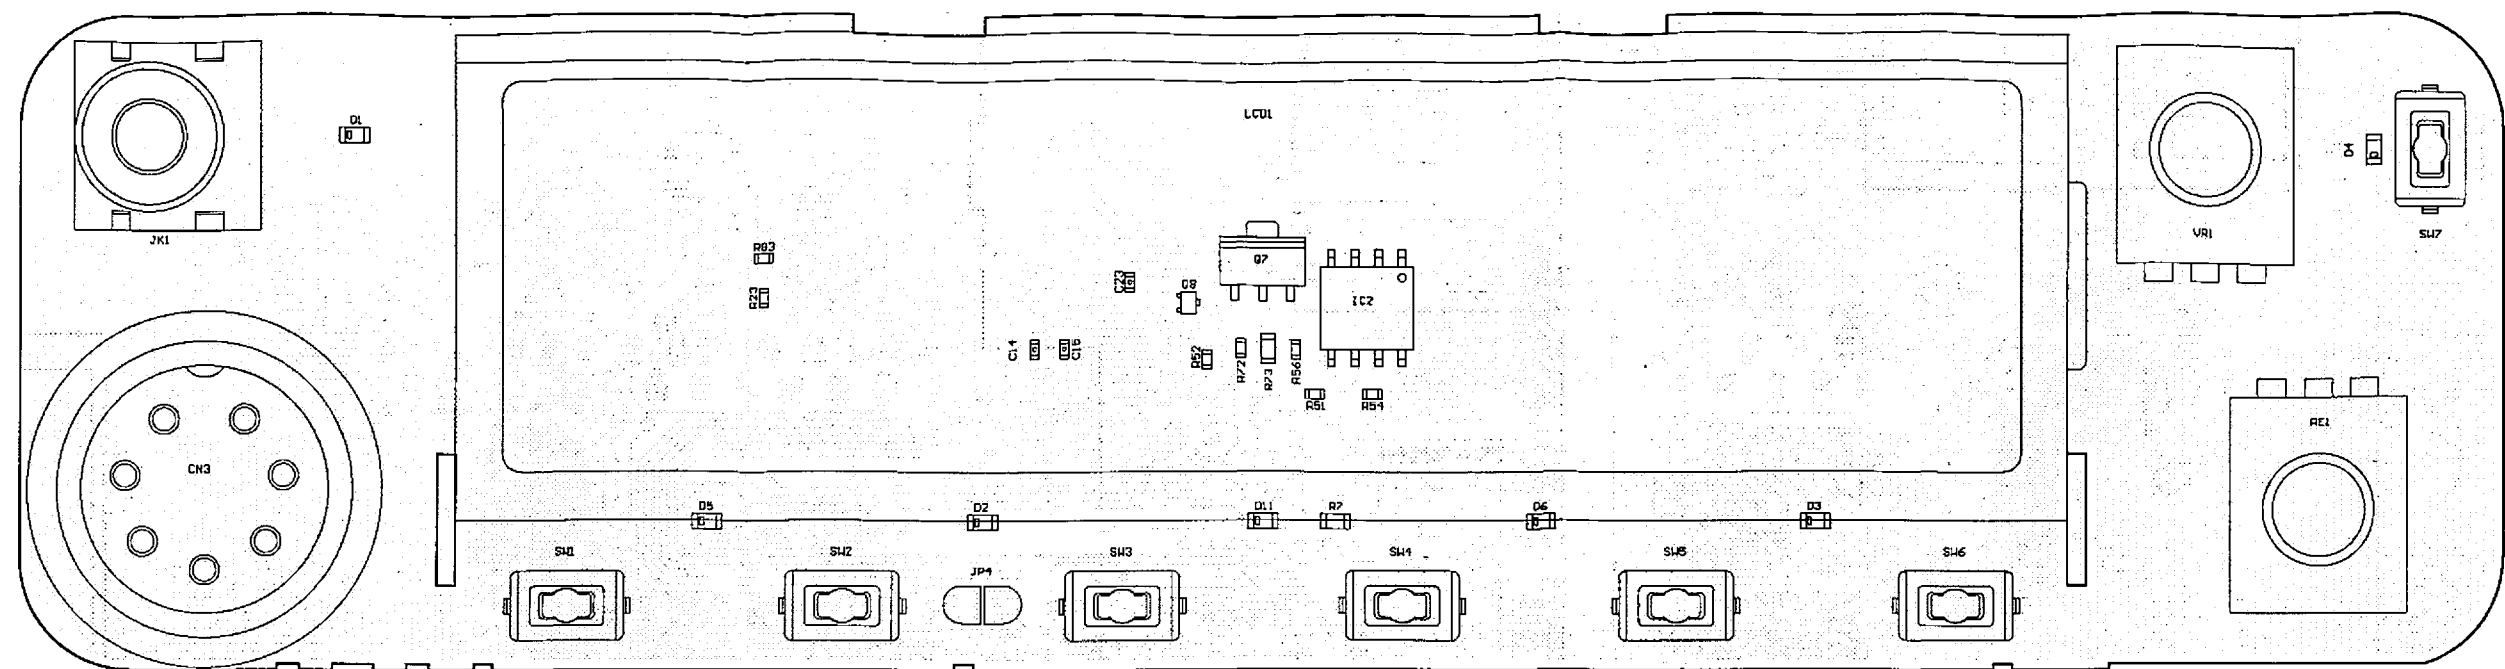 LCD1
D1
D4
JK1
VR1
SW7
R83
Q7
C23
Q8
R23
IC2
C14
C15
R52
R72
R73
R56
R51
R54
RE1
CN3
D5
D2
D11
R7
D6
D3
SW1
SW2
SW3
SW4
SW5
SW6
JP4